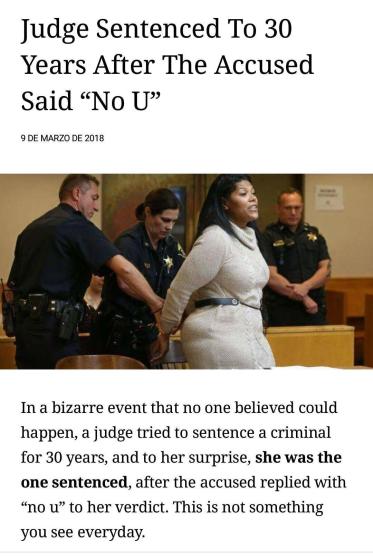 Judge Sentenced To 30
Years After The Accused
Said “No U”
9 DE MARZO DE 2018
In a bizarre event that no one believed could
happen, a judge tried to sentence a criminal
for 30 years, and to her surprise, she was the
one sentenced, after the accused replied with
“no u” to her verdict. This is not something
you see everyday.